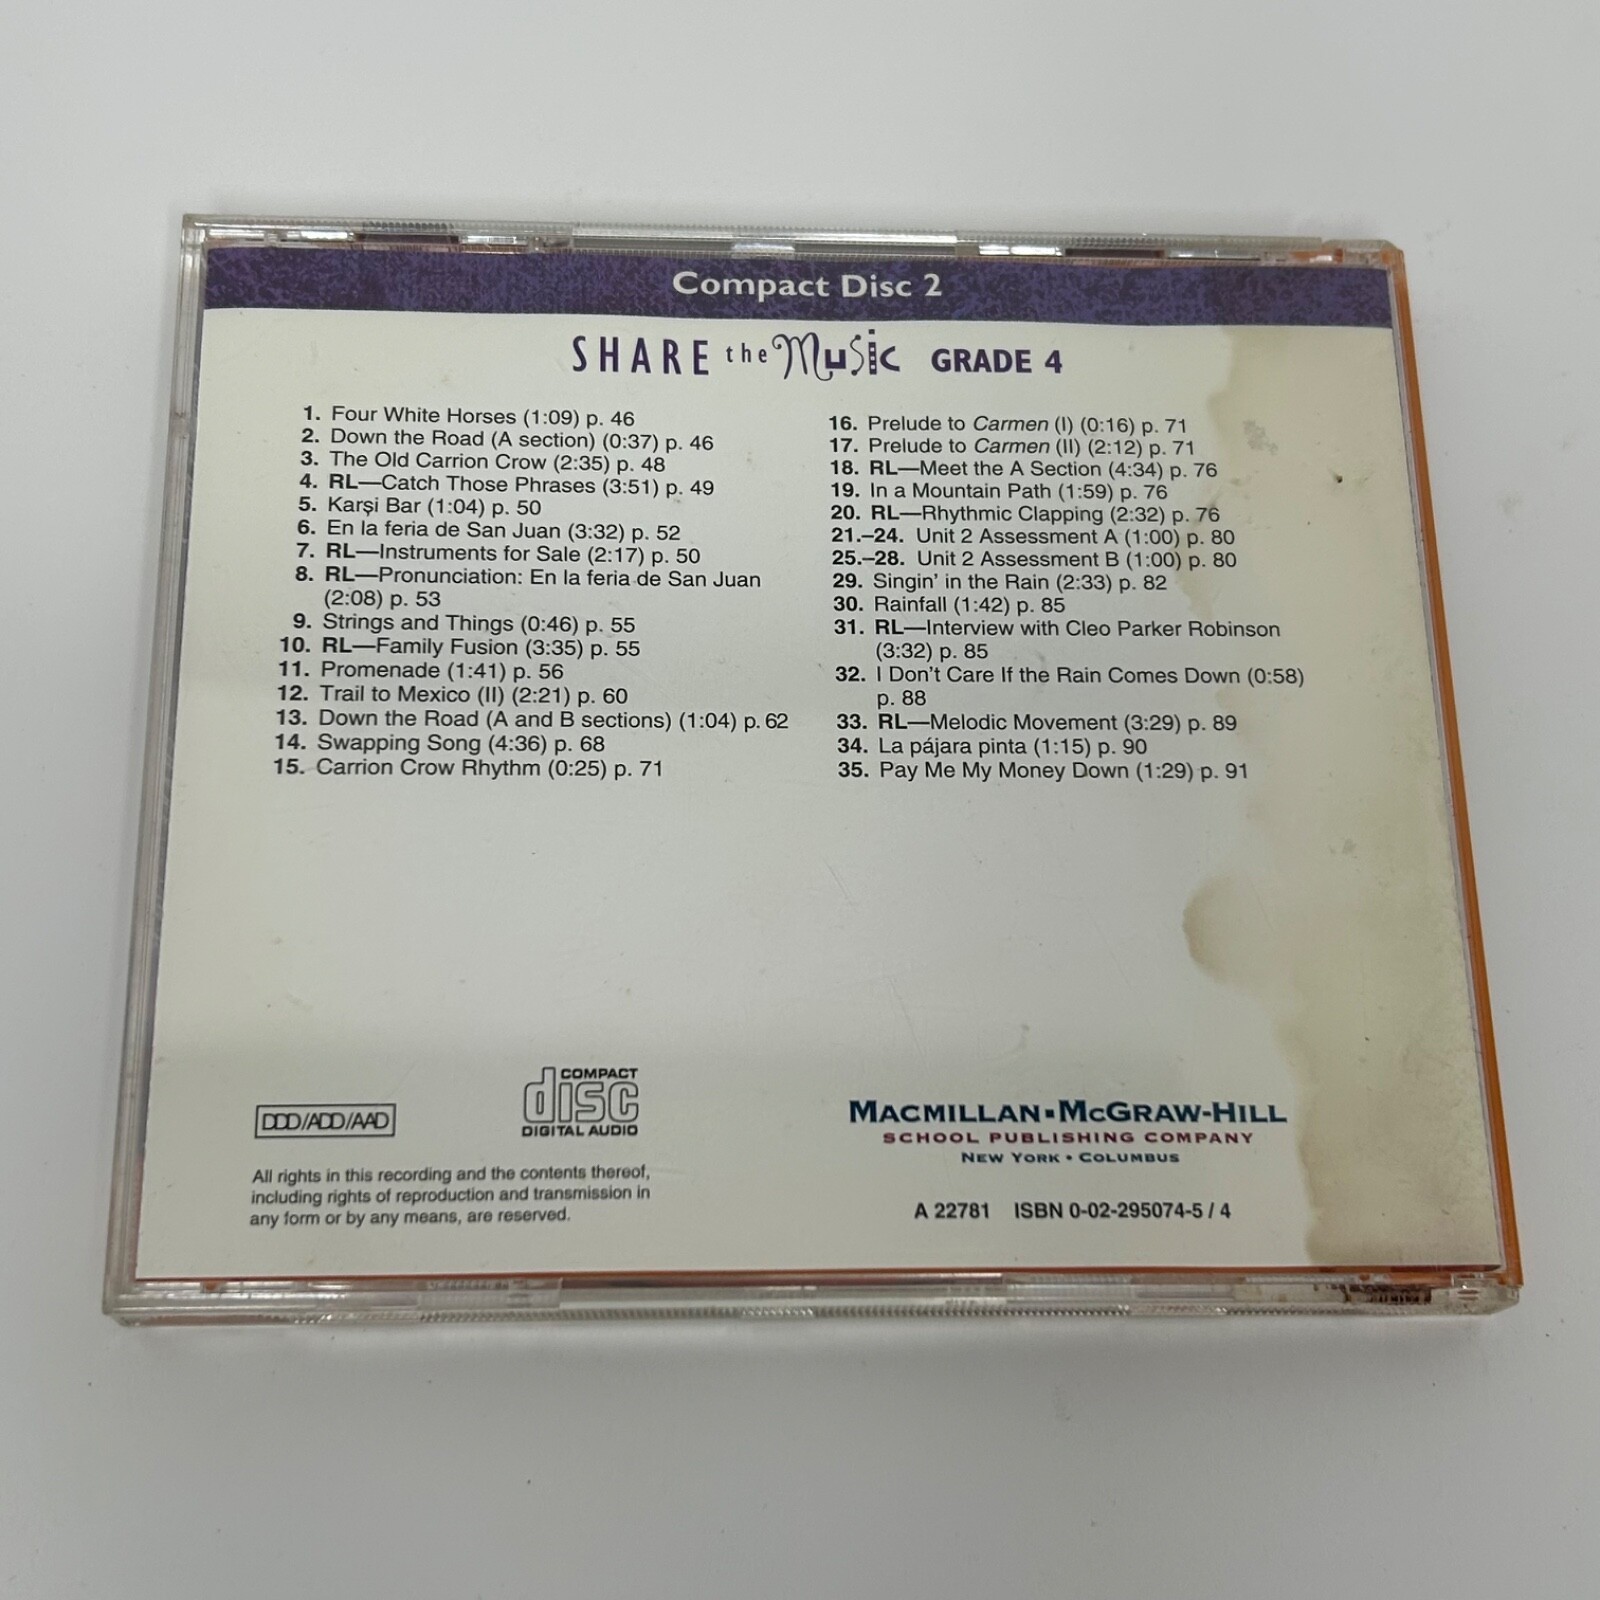 Compact Disc 2
SHARE the Music GRADE 4
1. Four White Horses (1:09) p. 46
2. Down the Road (A section) (0:37) p. 46
3. The Old Carrion Crow (2:35) p. 48
4. RL—Catch Those Phrases (3:51) p. 49
5. Karşi Bar (1:04) p. 50
6. En la feria de San Juan (3:32) p. 52
7. RL—Instruments for Sale (2:17) p. 50
8. RL—Pronunciation: En la feria de San Juan
(2:08) p. 53
9. Strings and Things (0:46) p. 55
10. RL—Family Fusion (3:35) p. 55
11. Promenade (1:41) p. 56
12. Trail to Mexico (II) (2:21) p. 60
13. Down the Road (A and B sections) (1:04) p. 62
14. Swapping Song (4:36) p. 68
15. Carrion Crow Rhythm (0:25) p. 71
16. Prelude to Carmen (I) (0:16) p. 71
17. Prelude to Carmen (II) (2:12) p. 71
18. RL—Meet the A Section (4:34) p. 76
19. In a Mountain Path (1:59) p. 76
20. RL—Rhythmic Clapping (2:32) p. 76
21.–24. Unit 2 Assessment A (1:00) p. 80
25.–28. Unit 2 Assessment B (1:00) p. 80
29. Singin' in the Rain (2:33) p. 82
30. Rainfall (1:42) p. 85
31. RL—Interview with Cleo Parker Robinson
(3:32) p. 85
32. I Don't Care If the Rain Comes Down (0:58)
p. 88
33. RL—Melodic Movement (3:29) p. 89
34. La pájara pinta (1:15) p. 90
35. Pay Me My Money Down (1:29) p. 91
DDD/ADD/AAD
COMPACT
disc
DIGITAL AUDIO
All rights in this recording and the contents thereof,
including rights of reproduction and transmission in
any form or by any means, are reserved.
MACMILLAN▪MCGRAW-HILL
SCHOOL PUBLISHING COMPANY
NEW YORK • COLUMBUS
A 22781 ISBN 0-02-295074-5 / 4